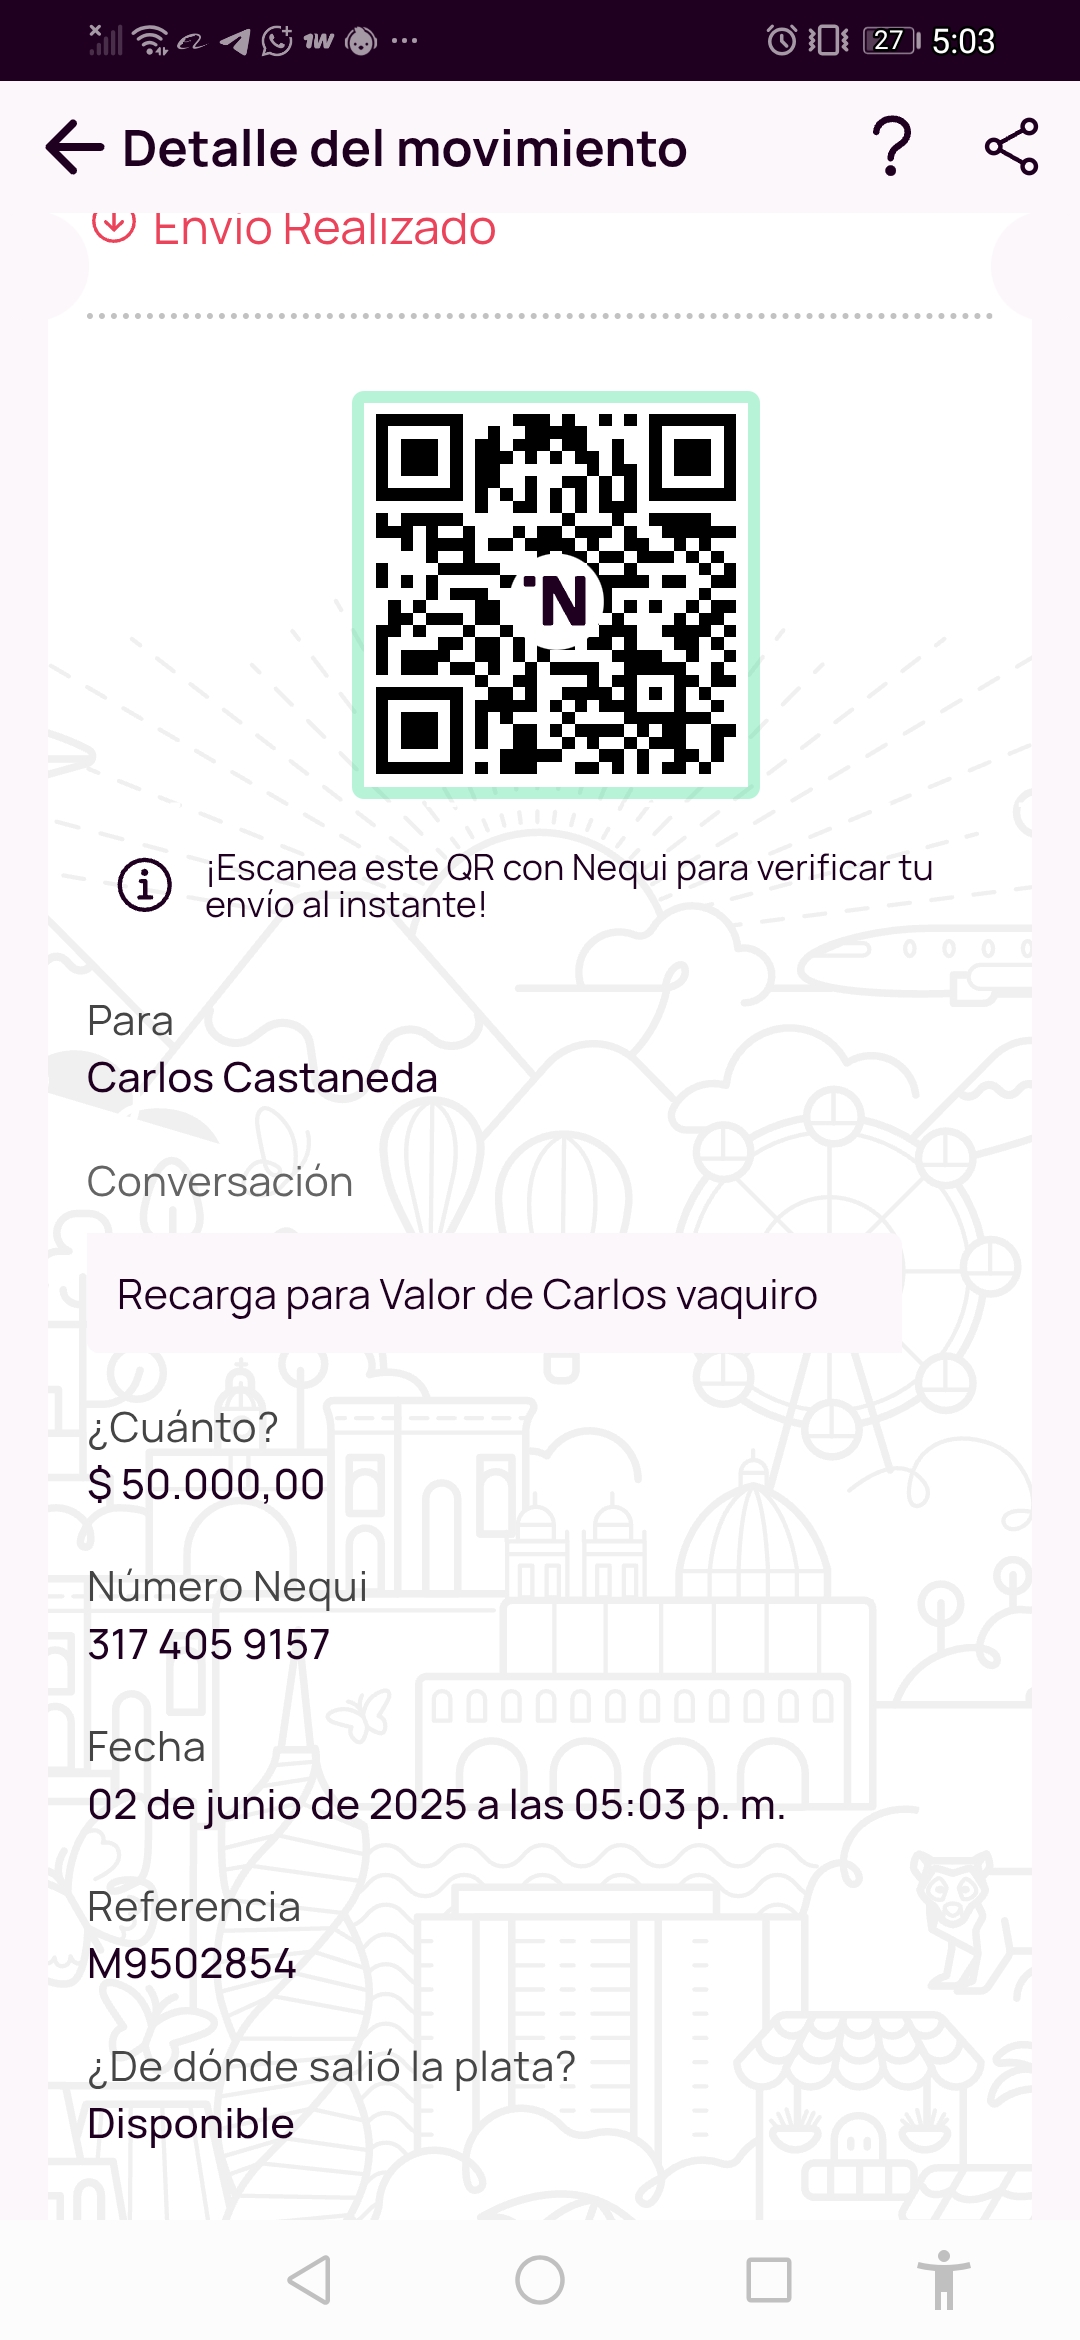 1W
27
5:03
Detalle del movimiento
?
Envío Realizado
N
¡Escanea este QR con Nequi para verificar tu
envío al instante!
Para
Carlos Castaneda
Conversación
Recarga para Valor de Carlos vaquiro
¿Cuánto?
$ 50.000,00
Número Nequi
317 405 9157
Fecha
02 de junio de 2025 a las 05:03 p. m.
Referencia
M9502854
¿De dónde salió la plata?
Disponible